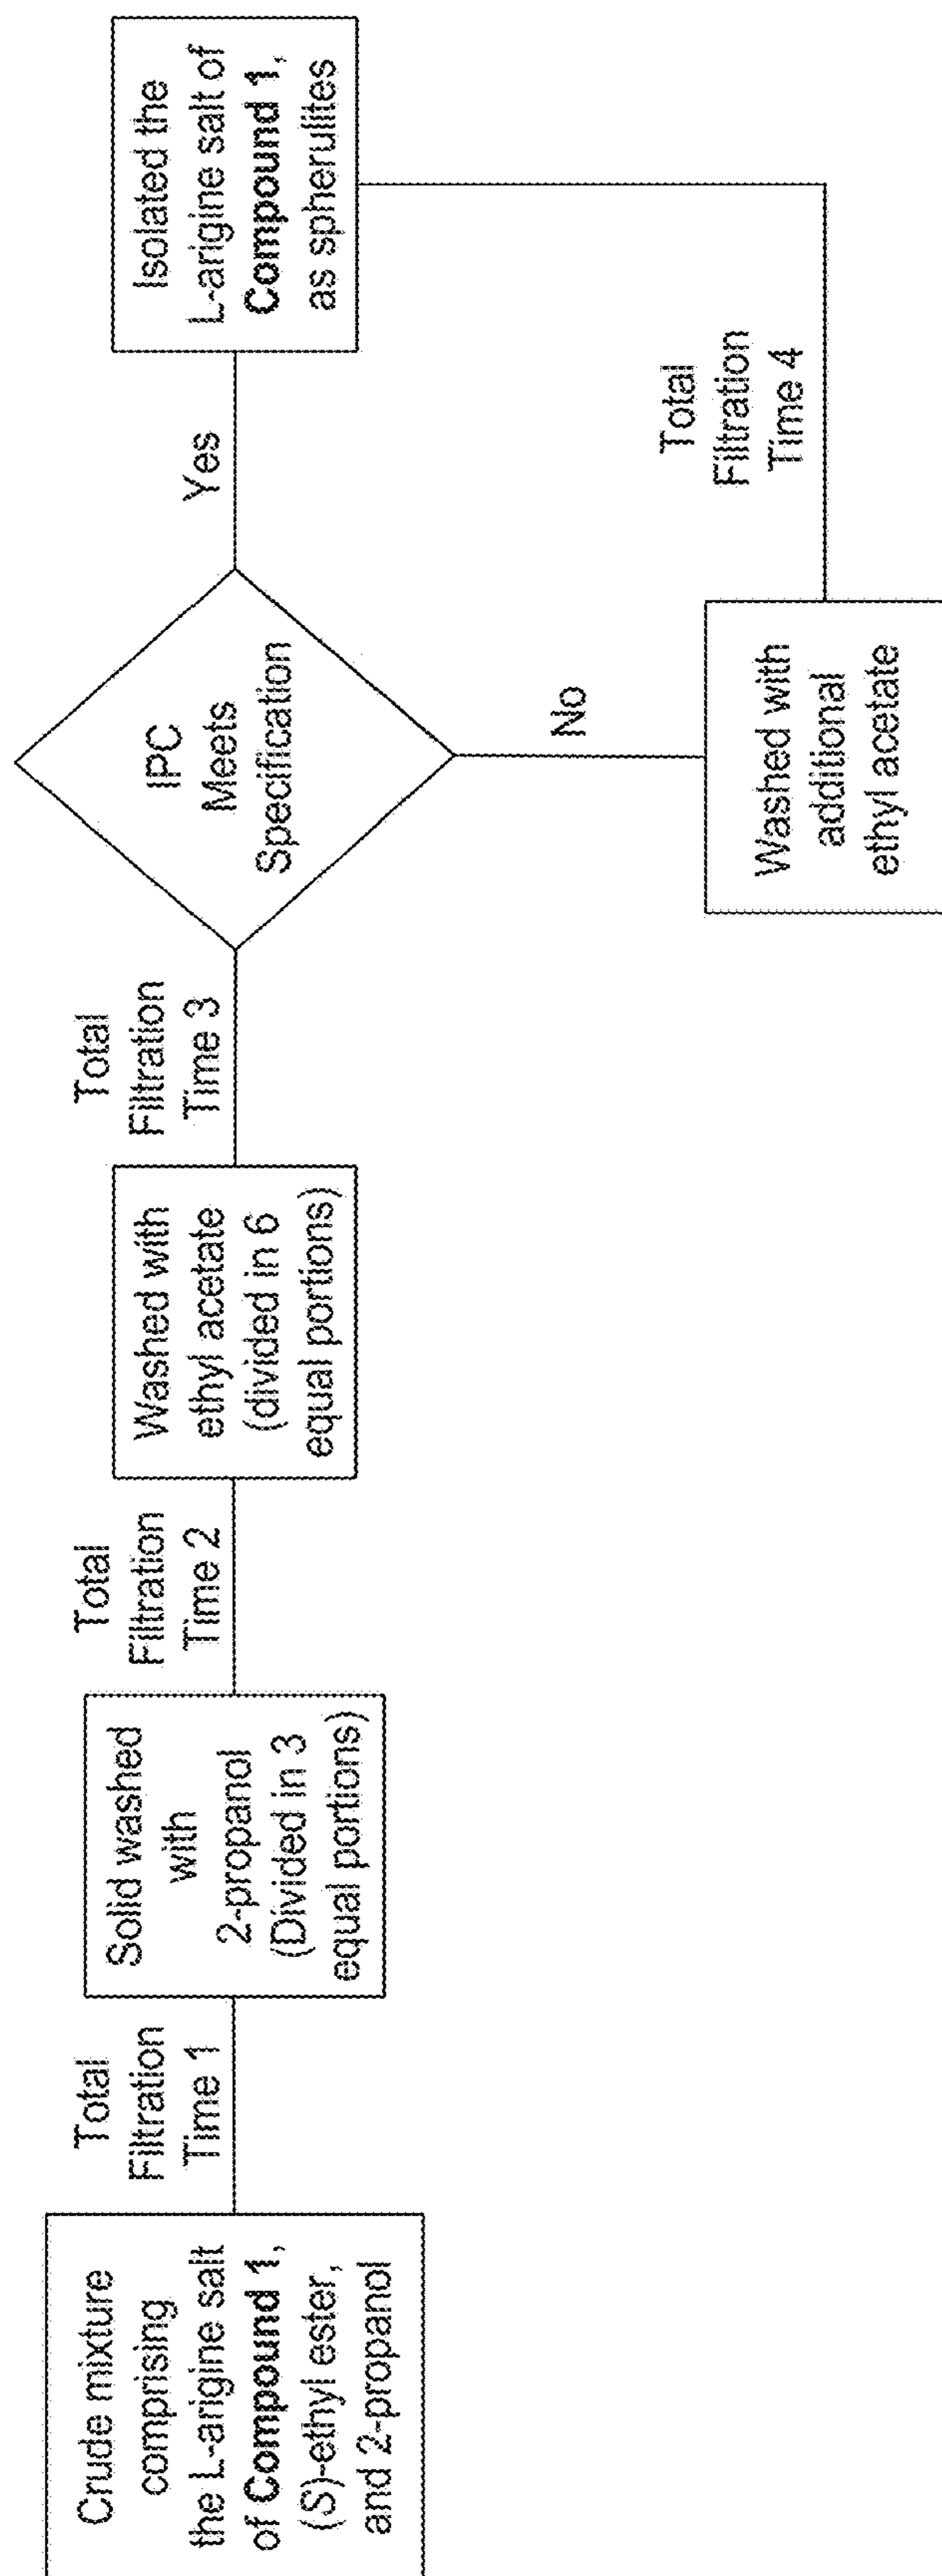 Crude mixture
comprising
the L-arigine salt
of Compound 1,
(S)-ethyl ester,
and 2-propanol
Total
Filtration
Time 1
Solid washed
with
2-propanol
(Divided in 3
equal portions)
Total
Filtration
Time 2
Washed with
ethyl acetate
(divided in 6
equal portions)
Total
Filtration
Time 3
IPC
Meets
Specification
Yes
Isolated the
L-arigine salt of
Compound 1,
as spherulites
No
Washed with
additional
ethyl acetate
Total
Filtration
Time 4